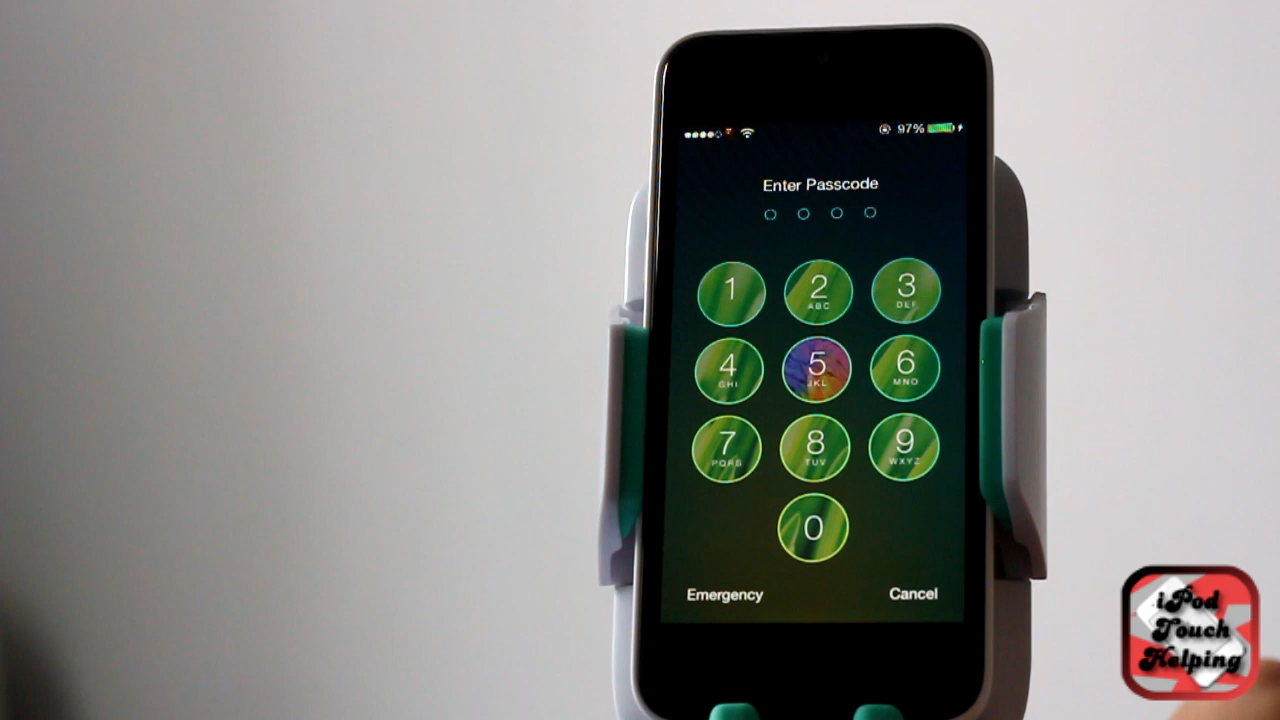 97%
Enter Passcode
1 2 3
ABC DEF
4 5 6
GHI JKL MNO
7 8 9
PQRS TUV WXYZ
0
Emergency Cancel
iPod
Touch
Helping